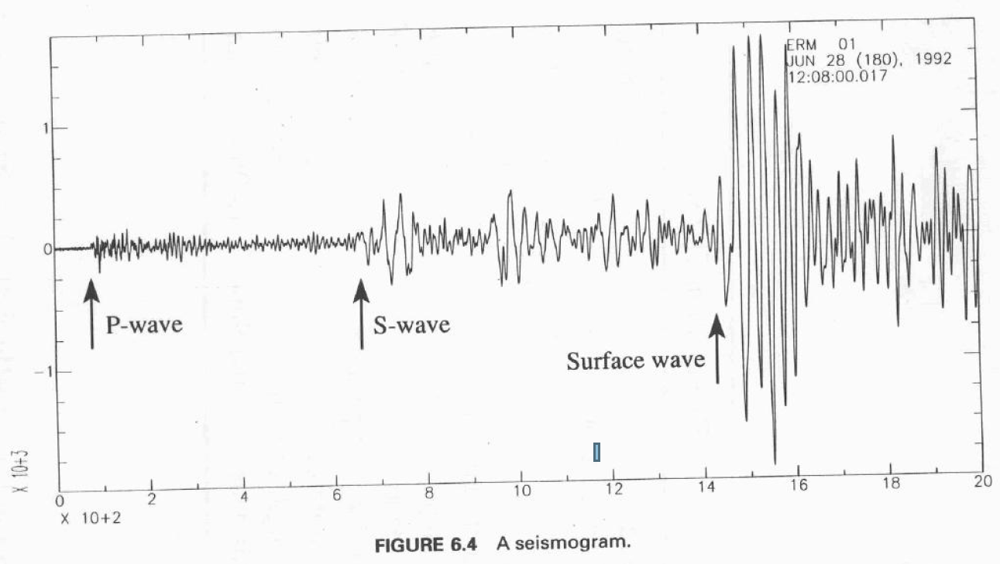 ERM 01
JUN 28 (180), 1992
12:08:00.017
1
0
-1
P-wave
S-wave
Surface wave
X 10+3
0 2 4 6 8 10 12 14 16 18 20
X 10+2
FIGURE 6.4 A seismogram.